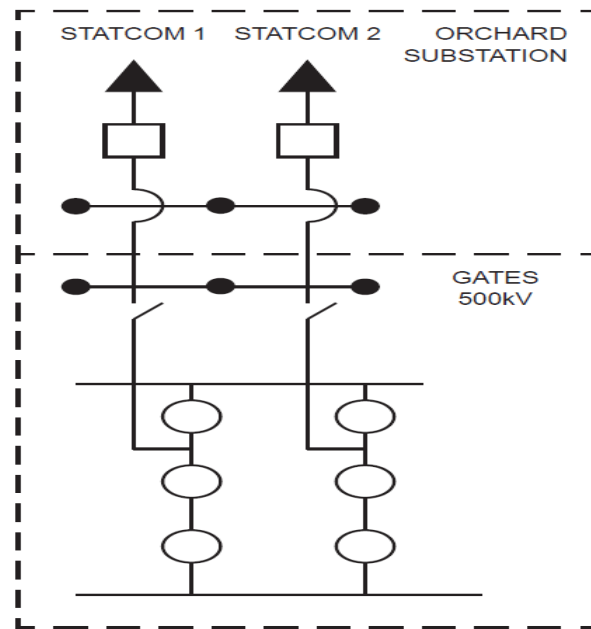 STATCOM 1
STATCOM 2
ORCHARD
SUBSTATION
GATES
500kV